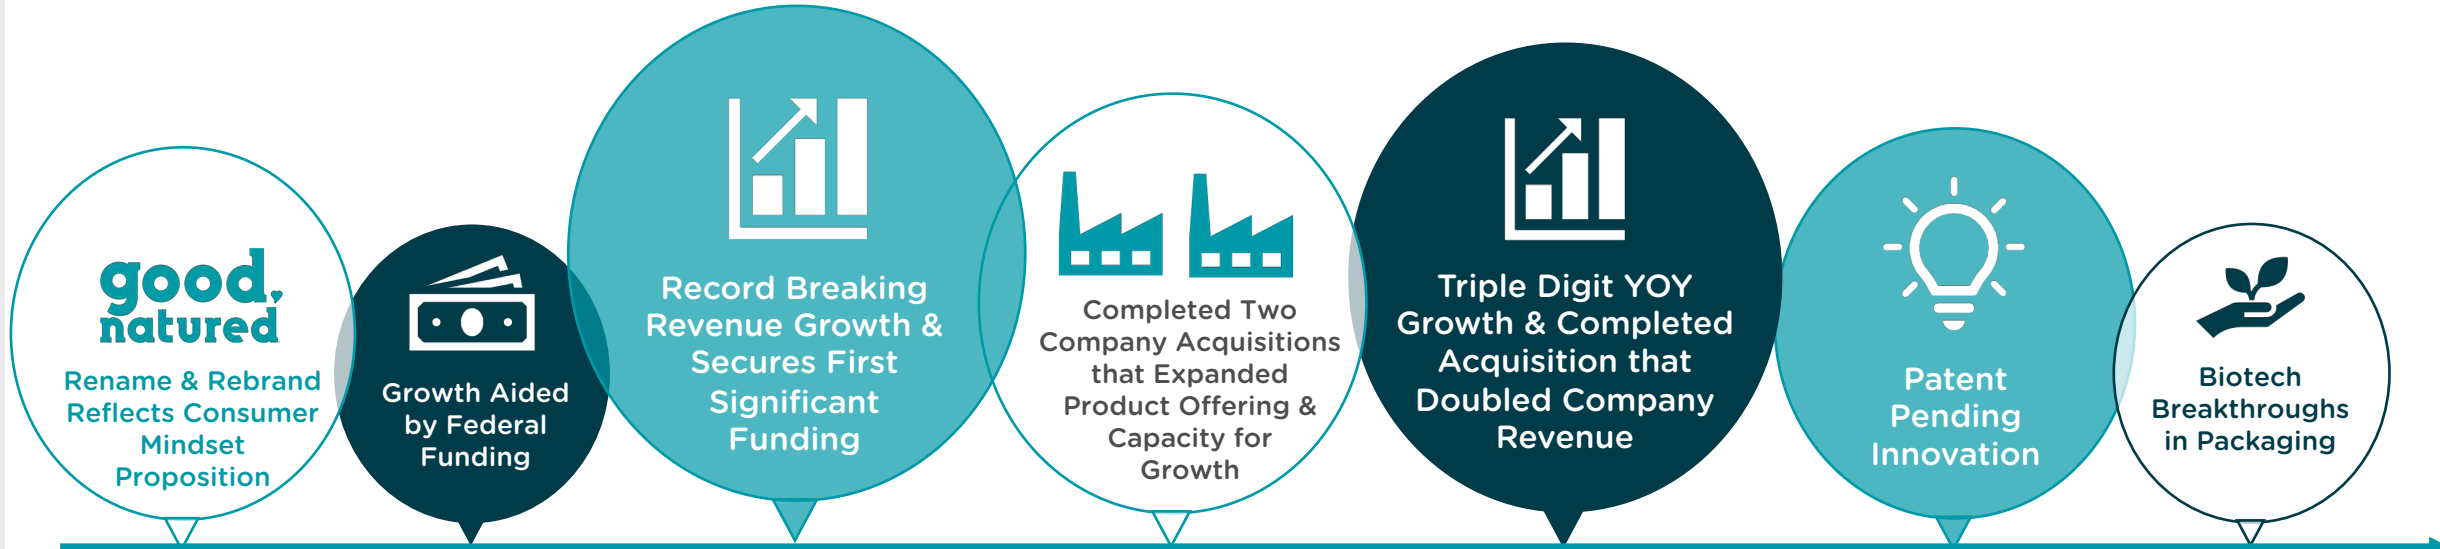 good,
natured
Rename & Rebrand
Reflects Consumer
Mindset
Proposition
Growth Aided
by Federal
Funding
Record Breaking
Revenue Growth &
Secures First
Significant
Funding
Completed Two
Company Acquisitions
that Expanded
Product Offering &
Capacity for
Growth
Triple Digit YOY
Growth & Completed
Acquisition that
Doubled Company
Revenue
Patent
Pending
Innovation
Biotech
Breakthroughs
in Packaging